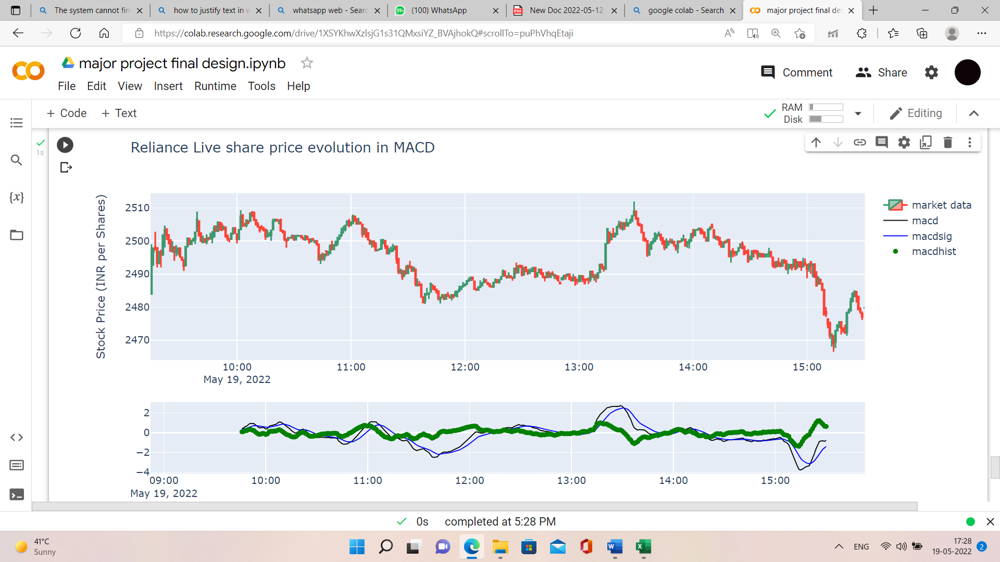 The system cannot fin
how to justify text in w
whatsapp web - Searc
99+ (100) WhatsApp
PDF New Doc 2022-05-12
google colab - Search
major project final des
https://colab.research.google.com/drive/1XSYKhwXzlsjG1s31QMxsiYZ_BVAjhokQ#scrollTo=puPhVhqEtaji
major project final design.ipynb
Comment Share
File Edit View Insert Runtime Tools Help
+ Code + Text
RAM
Disk
Editing
1s
Reliance Live share price evolution in MACD
{x}
Stock Price (INR per Shares)
2510
2500
2490
2480
2470
market data
macd
macdsig
macdhist
10:00 11:00 12:00 13:00 14:00 15:00
May 19, 2022
2
0
−2
−4
09:00 10:00 11:00 12:00 13:00 14:00 15:00
May 19, 2022
0s completed at 5:28 PM
41°C
Sunny
W
X
ENG
17:28
19-05-2022
2